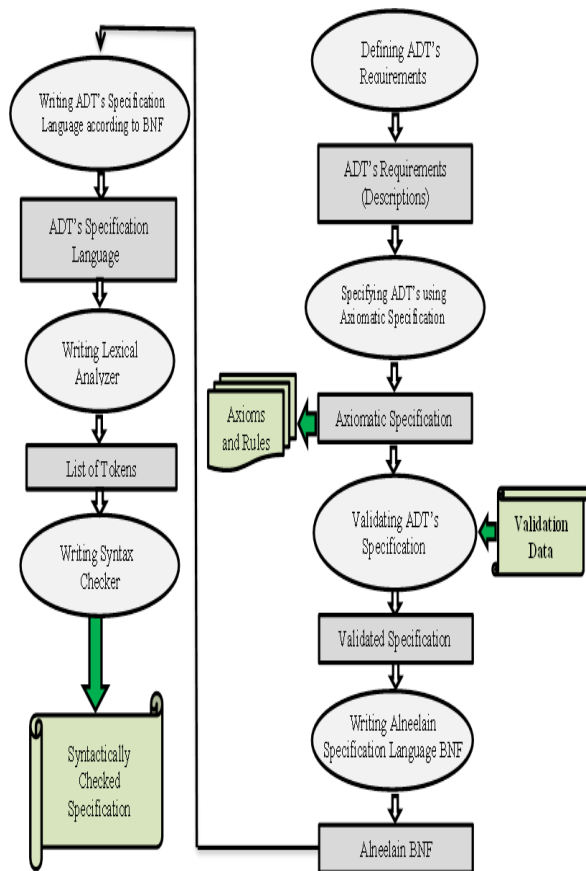 Defining ADT's
Requirements
ADT's Requirements
(Descriptions)
Specifying ADT's using
Axiomatic Specification
Axiomatic Specification
Axioms
and Rules
Validating ADT's
Specification
Validation
Data
Validated Specification
Writing Alneelain
Specification Language BNF
Alneelain BNF
Writing ADT's Specification
Language according to BNF
ADT's Specification
Language
Writing Lexical
Analyzer
List of Tokens
Writing Syntax
Checker
Syntactically
Checked
Specification